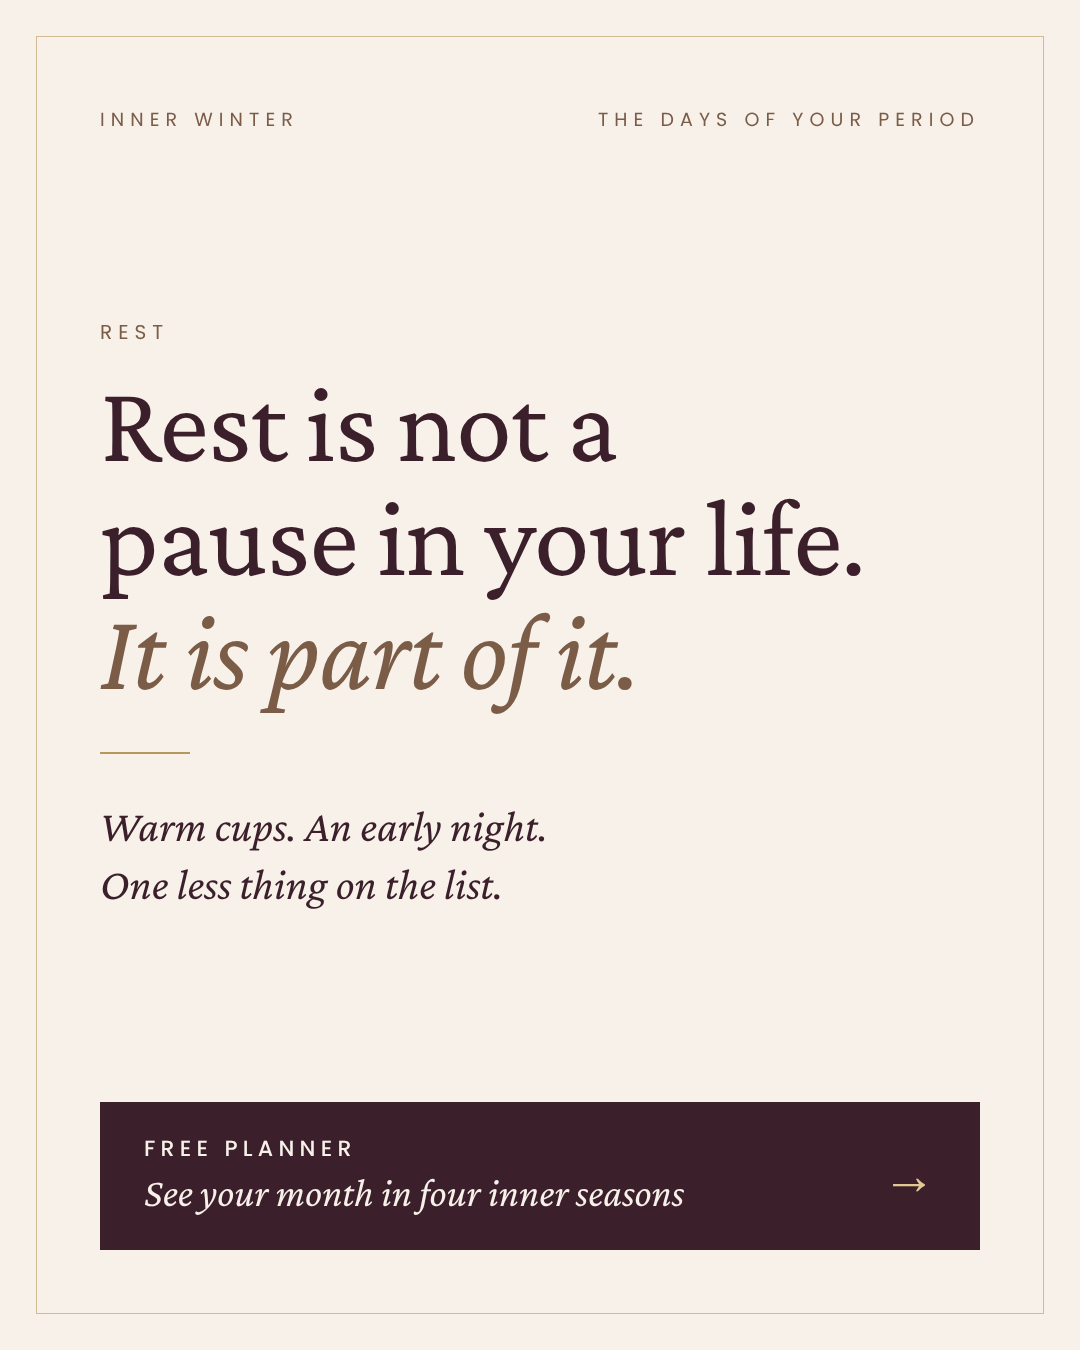 INNER WINTER
THE DAYS OF YOUR PERIOD
REST
Rest is not a
pause in your life.
It is part of it.
Warm cups. An early night.
One less thing on the list.
FREE PLANNER
See your month in four inner seasons
→